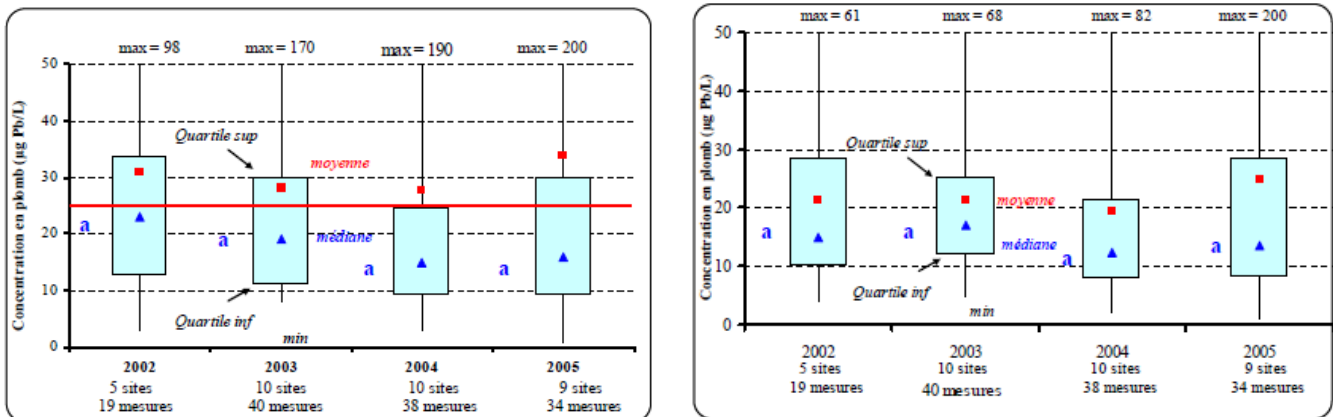 max = 98 max = 170 max = 190 max = 200
Concentration en plomb (µg Pb/L)
50
40
30
20
10
0
Quartile sup
moyenne
a a a a
médiane
Quartile inf
min
2002 2003 2004 2005
5 sites 10 sites 10 sites 9 sites
19 mesures 40 mesures 38 mesures 34 mesures
max = 61 max = 68 max = 82 max = 200
Concentration en plomb (µg Pb/L)
50
40
30
20
10
0
Quartile sup
moyenne
a a a a
médiane
Quartile inf
min
2002 2003 2004 2005
5 sites 10 sites 10 sites 9 sites
19 mesures 40 mesures 38 mesures 34 mesures